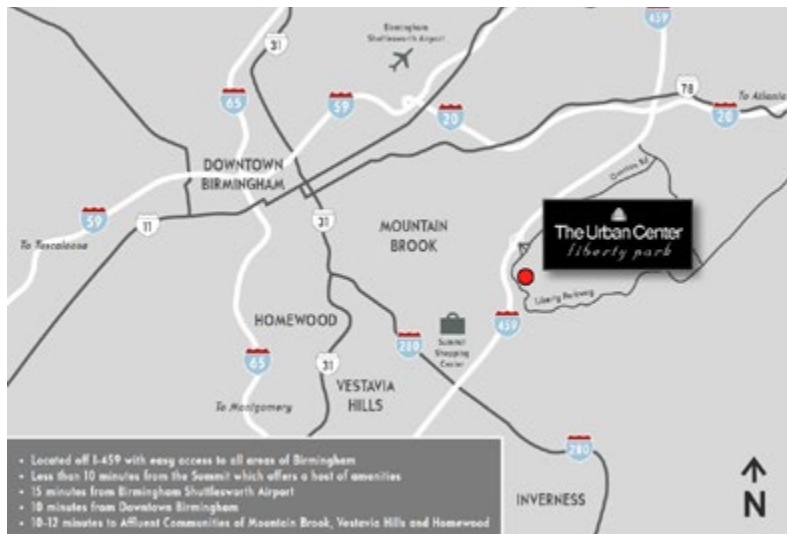 459
Birmingham
Shuttlesworth Airport
31
65
59
20
78
To Atlanta
20
Overton Rd
DOWNTOWN
BIRMINGHAM
The Urban Center
liberty park
59
11
31
MOUNTAIN
BROOK
To Tuscaloosa
Liberty Parkway
459
HOMEWOOD
280
Summit
Shopping
Center
65
31
VESTAVIA
HILLS
To Montgomery
280
INVERNESS
N
• Located off I-459 with easy access to all areas of Birmingham
• Less than 10 minutes from the Summit which offers a host of amenities
• 15 minutes from Birmingham Shuttlesworth Airport
• 10 minutes from Downtown Birmingham
• 10-12 minutes to Affluent Communities of Mountain Brook, Vestavia Hills and Homewood